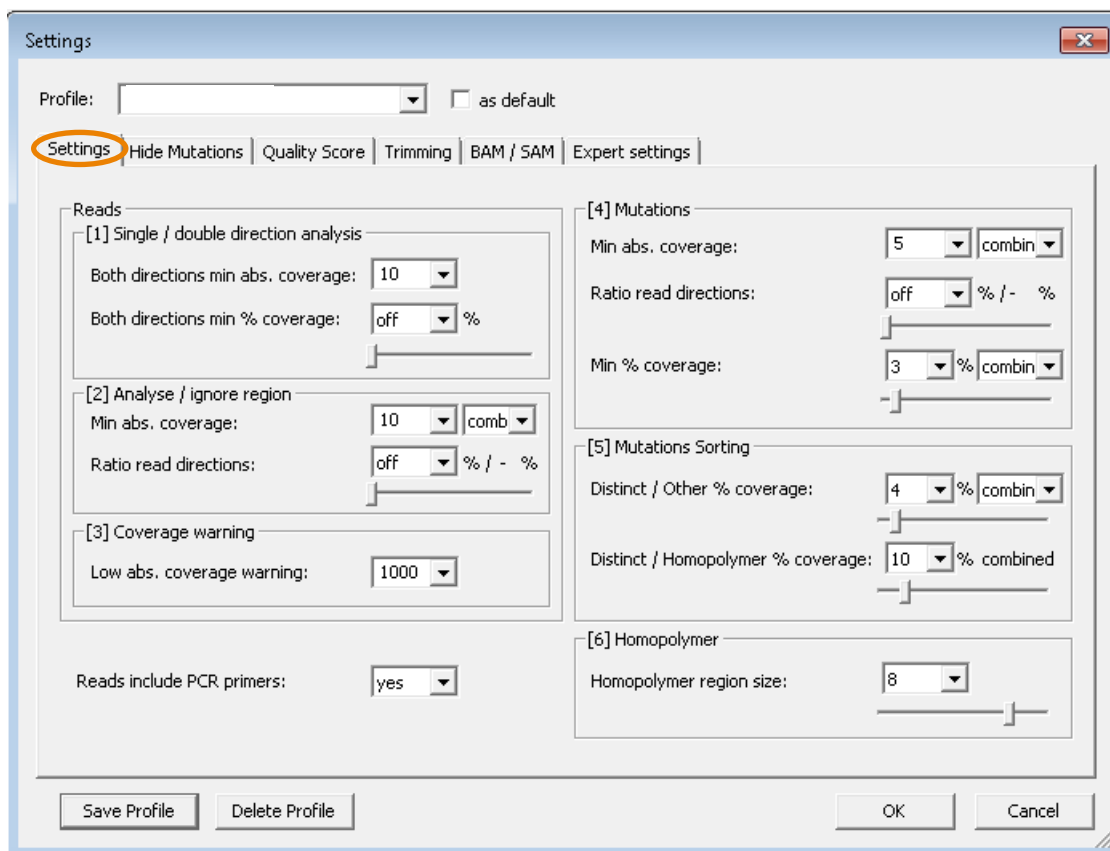 Settings
Profile:
as default
Settings
Hide Mutations
Quality Score
Trimming
BAM / SAM
Expert settings
Reads
[1] Single / double direction analysis
Both directions min abs. coverage: 10
Both directions min % coverage: off %
[2] Analyse / ignore region
Min abs. coverage: 10 comb
Ratio read directions: off % / - %
[3] Coverage warning
Low abs. coverage warning: 1000
Reads include PCR primers: yes
[4] Mutations
Min abs. coverage: 5 combin
Ratio read directions: off % / - %
Min % coverage: 3 % combin
[5] Mutations Sorting
Distinct / Other % coverage: 4 % combin
Distinct / Homopolymer % coverage: 10 % combined
[6] Homopolymer
Homopolymer region size: 8
Save Profile
Delete Profile
OK
Cancel